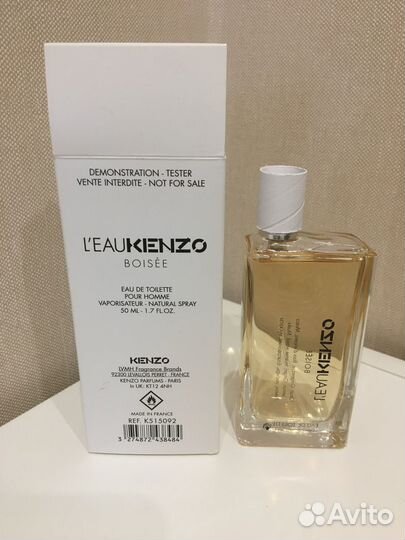 DEMONSTRATION - TESTER
VENTE INTERDITE - NOT FOR SALE
L'EAUKENZO
BOISÉE
EAU DE TOILETTE
POUR HOMME
VAPORISATEUR - NATURAL SPRAY
50 ML - 1.7 FL.OZ.
KENZO
LVMH Fragrance Brands
92300 LEVALLOIS PERRET - FRANCE
KENZO PARFUMS - PARIS
In UK: KT12 4NH
MADE IN FRANCE
REF. K515092
3 274872 438484
L'EAUKENZO
BOISÉE
Avito